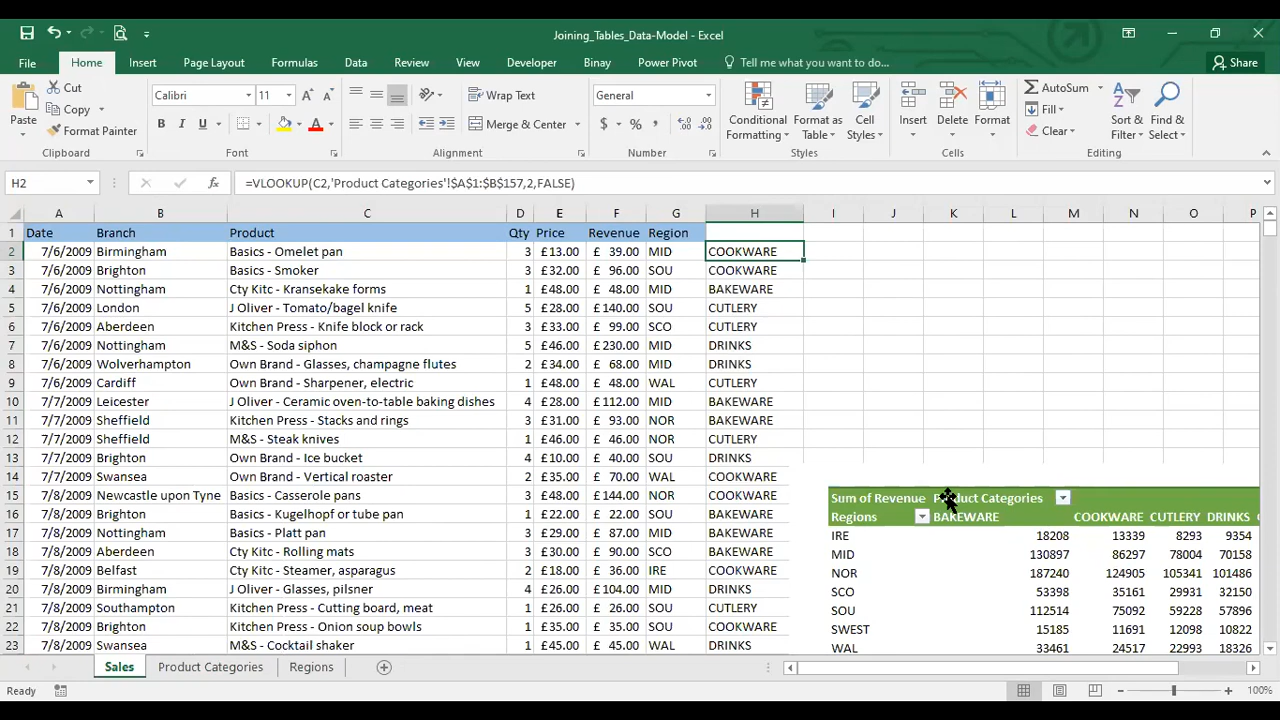 Joining_Tables_Data-Model - Excel
File Home Insert Page Layout Formulas Data Review View Developer Binay Power Pivot Tell me what you want to do... Share
Paste Cut Copy Format Painter Clipboard
Calibri 11 B I U A Font
Wrap Text Merge & Center Alignment
General $ % , Number
Conditional Formatting Format as Table Cell Styles Styles
Insert Delete Format Cells
AutoSum Fill Clear Sort & Filter Find & Select Editing
H2 fx =VLOOKUP(C2,'Product Categories'!$A$1:$B$157,2,FALSE)
A B C D E F G H I J K L M N O P
1 Date Branch Product Qty Price Revenue Region
2 7/6/2009 Birmingham Basics - Omelet pan 3 £13.00 £ 39.00 MID COOKWARE
3 7/6/2009 Brighton Basics - Smoker 3 £32.00 £ 96.00 SOU COOKWARE
4 7/6/2009 Nottingham Cty Kitc - Kransekake forms 1 £48.00 £ 48.00 MID BAKEWARE
5 7/6/2009 London J Oliver - Tomato/bagel knife 5 £28.00 £ 140.00 SOU CUTLERY
6 7/6/2009 Aberdeen Kitchen Press - Knife block or rack 3 £33.00 £ 99.00 SCO CUTLERY
7 7/6/2009 Nottingham M&S - Soda siphon 5 £46.00 £ 230.00 MID DRINKS
8 7/6/2009 Wolverhampton Own Brand - Glasses, champagne flutes 2 £34.00 £ 68.00 MID DRINKS
9 7/6/2009 Cardiff Own Brand - Sharpener, electric 1 £48.00 £ 48.00 WAL CUTLERY
10 7/7/2009 Leicester J Oliver - Ceramic oven-to-table baking dishes 4 £28.00 £ 112.00 MID BAKEWARE
11 7/7/2009 Sheffield Kitchen Press - Stacks and rings 3 £31.00 £ 93.00 NOR BAKEWARE
12 7/7/2009 Sheffield M&S - Steak knives 1 £46.00 £ 46.00 NOR CUTLERY
13 7/7/2009 Brighton Own Brand - Ice bucket 4 £10.00 £ 40.00 SOU DRINKS
14 7/7/2009 Swansea Own Brand - Vertical roaster 2 £35.00 £ 70.00 WAL COOKWARE
15 7/8/2009 Newcastle upon Tyne Basics - Casserole pans 3 £48.00 £ 144.00 NOR COOKWARE
16 7/8/2009 Brighton Basics - Kugelhopf or tube pan 1 £22.00 £ 22.00 SOU BAKEWARE
17 7/8/2009 Nottingham Basics - Platt pan 3 £29.00 £ 87.00 MID BAKEWARE
18 7/8/2009 Aberdeen Cty Kitc - Rolling mats 3 £30.00 £ 90.00 SCO BAKEWARE
19 7/8/2009 Belfast Cty Kitc - Steamer, asparagus 2 £18.00 £ 36.00 IRE COOKWARE
20 7/8/2009 Birmingham J Oliver - Glasses, pilsner 4 £26.00 £ 104.00 MID DRINKS
21 7/8/2009 Southampton Kitchen Press - Cutting board, meat 1 £26.00 £ 26.00 SOU CUTLERY
22 7/8/2009 Brighton Kitchen Press - Onion soup bowls 1 £35.00 £ 35.00 SOU COOKWARE
23 7/8/2009 Swansea M&S - Cocktail shaker 1 £45.00 £ 45.00 WAL DRINKS
Sum of Revenue Product Categories
Regions BAKEWARE COOKWARE CUTLERY DRINKS
IRE 18208 13339 8293 9354
MID 130897 86297 78004 70158
NOR 187240 124905 105341 101486
SCO 53398 35161 29931 32150
SOU 112514 75092 59228 57896
SWEST 15185 11691 12098 10822
WAL 33461 24517 22993 18326
Sales Product Categories Regions
Ready 100%